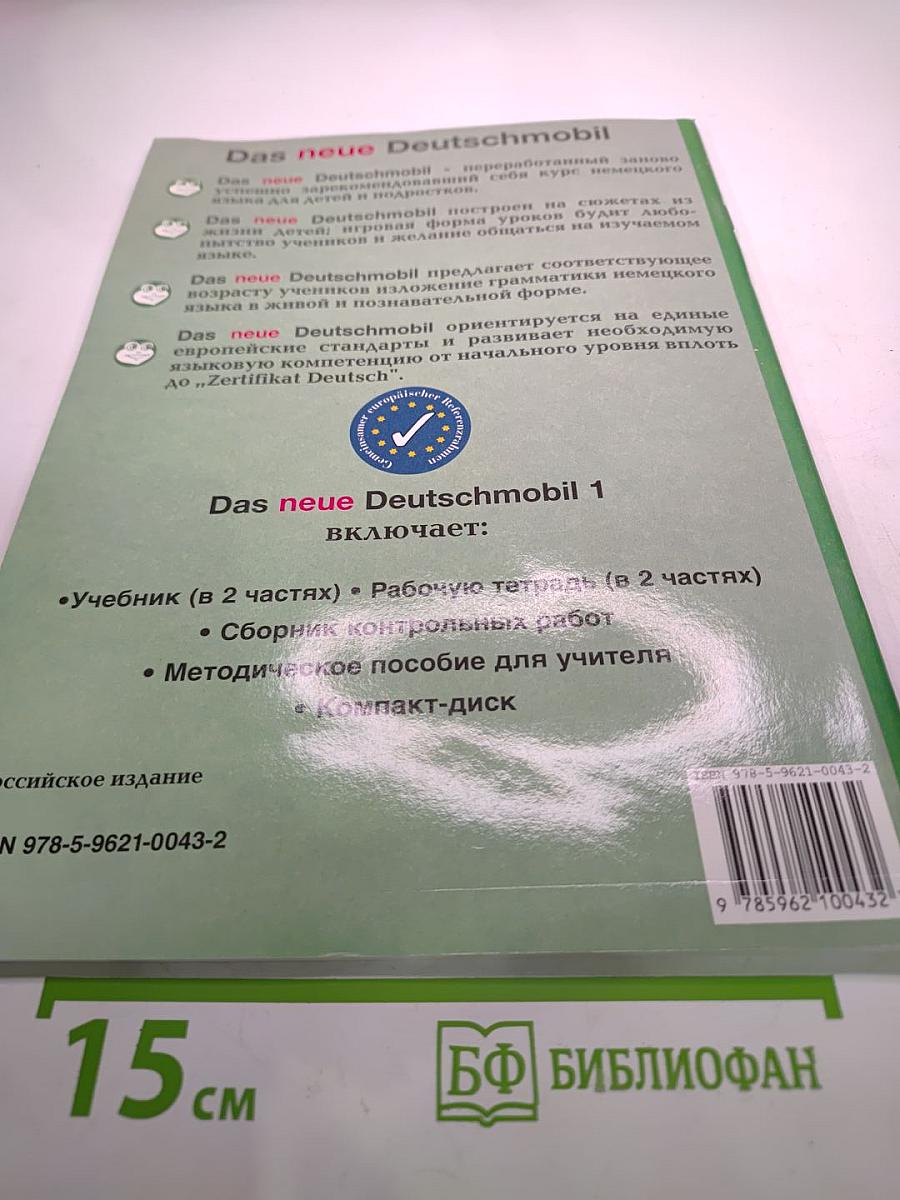 Das neue Deutschmobil
Das neue Deutschmobil - переработанный заново
успешно зарекомендовавший себя курс немецкого
языка для детей и подростков.
Das neue Deutschmobil построен на сюжетах из
жизни детей; игровая форма уроков будит любо-
пытство учеников и желание общаться на изучаемом
языке.
Das neue Deutschmobil предлагает соответствующее
возрасту учеников изложение грамматики немецкого
языка в живой и познавательной форме.
Das neue Deutschmobil ориентируется на единые
европейские стандарты и развивает необходимую
языковую компетенцию от начального уровня вплоть
до „Zertifikat Deutsch".
Gemeinsamer europäischer Referenzrahmen
Das neue Deutschmobil 1
включает:
•Учебник (в 2 частях) • Рабочую тетрадь (в 2 частях)
• Сборник контрольных работ
• Методическое пособие для учителя
• Компакт-диск
оссийское издание
N 978-5-9621-0043-2
ISBN 978-5-9621-0043-2
9 785962 100432
15 см
БФ БИБЛИОФАН